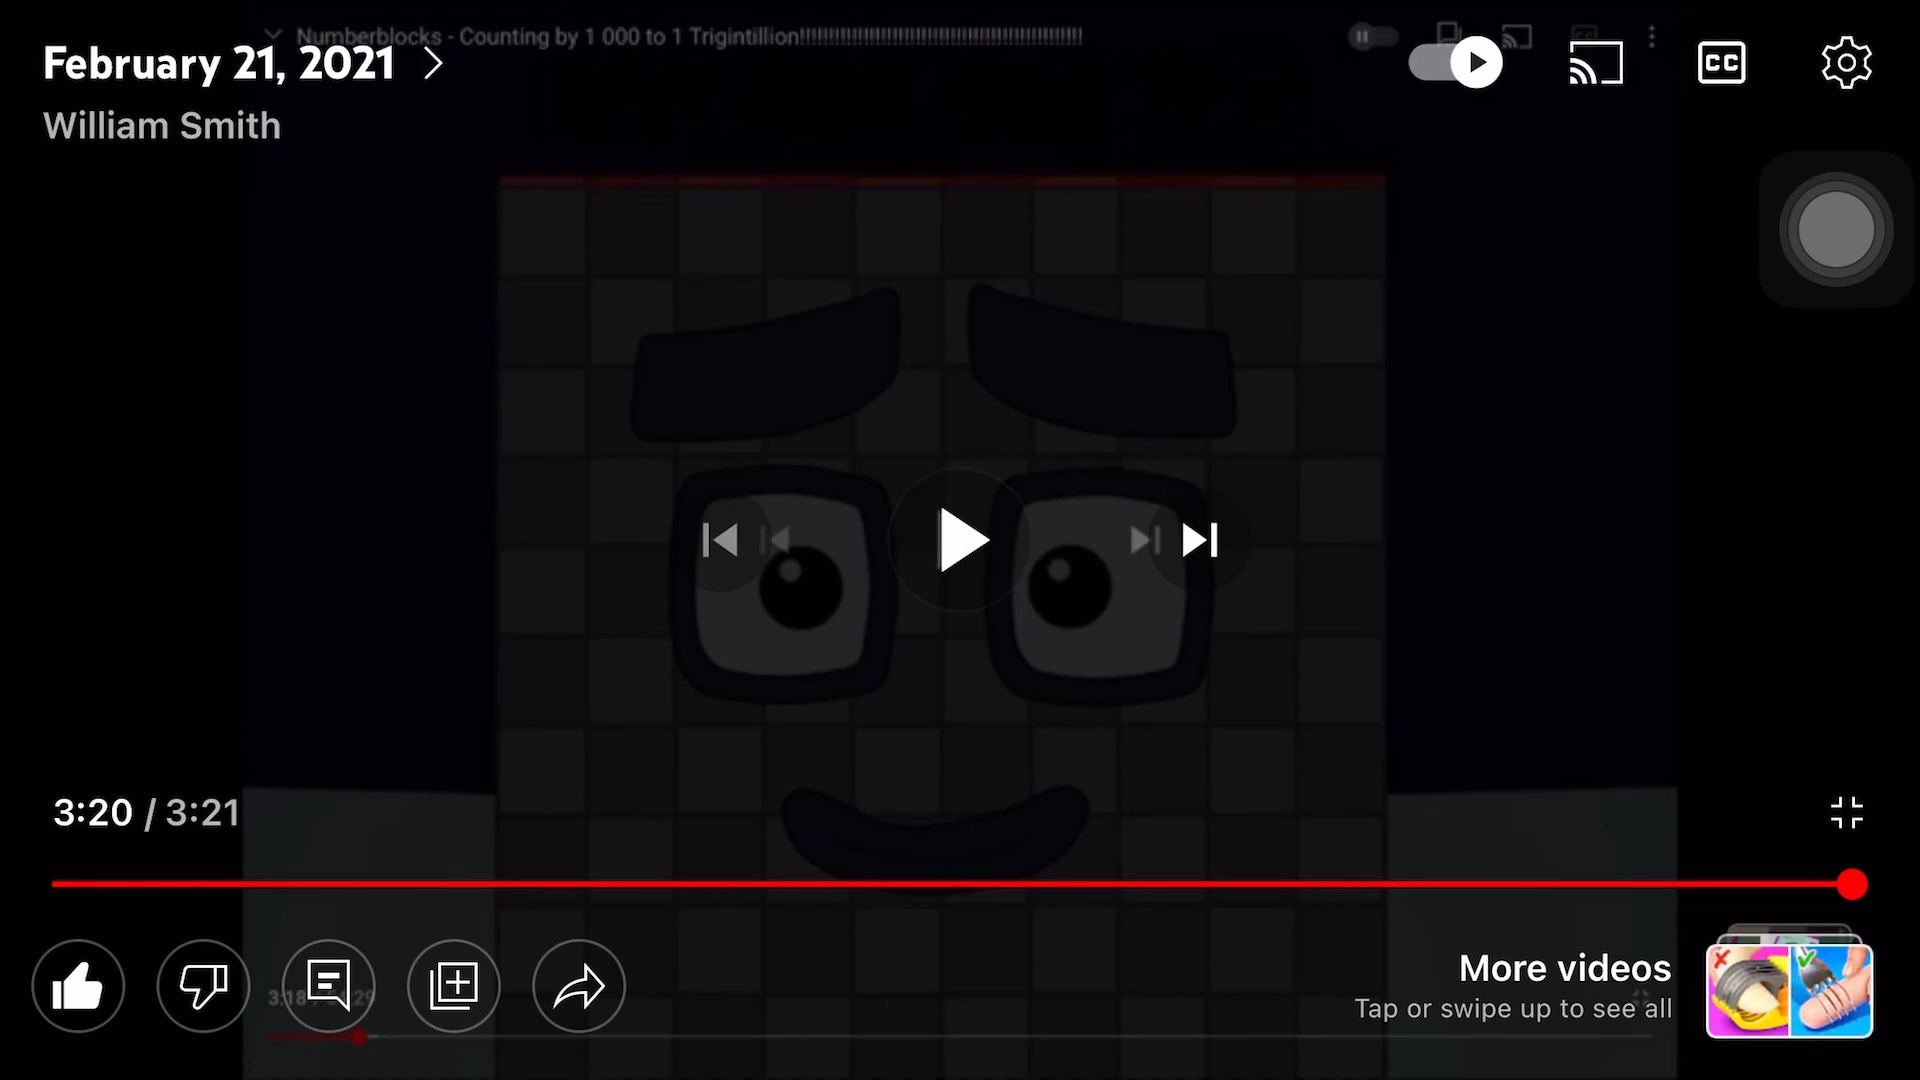 Numberblocks - Counting by 1 000 to 1 Trigintillion!!!!!!!!!!!!!!!!!!!!!!!!!!!!!!!!!!!!!!!!
February 21, 2021
CC
William Smith
3:20 / 3:21
More videos
Tap or swipe up to see all